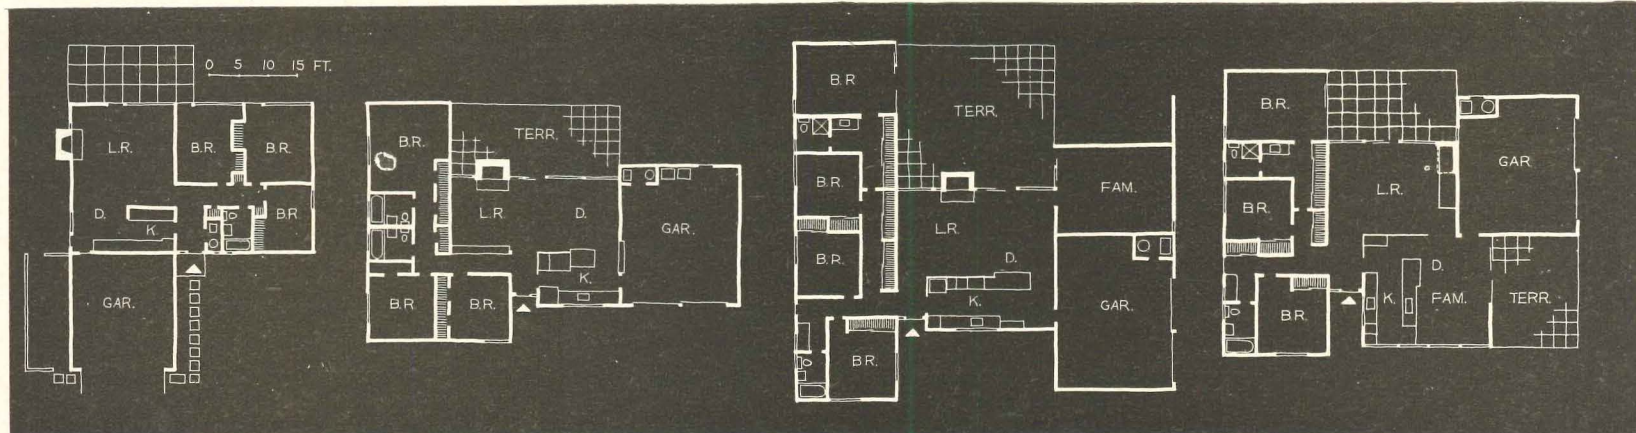 0 5 10 15 FT.
L.R. B.R. B.R.
D. K. B.R
GAR.
B.R. TERR.
L.R. D. GAR.
K.
B.R. B.R.
B.R
TERR.
B.R. FAM.
L.R.
B.R. D.
K. GAR.
B.R.
B.R.
GAR.
L.R.
B.R.
D.
K. FAM. TERR.
B.R.